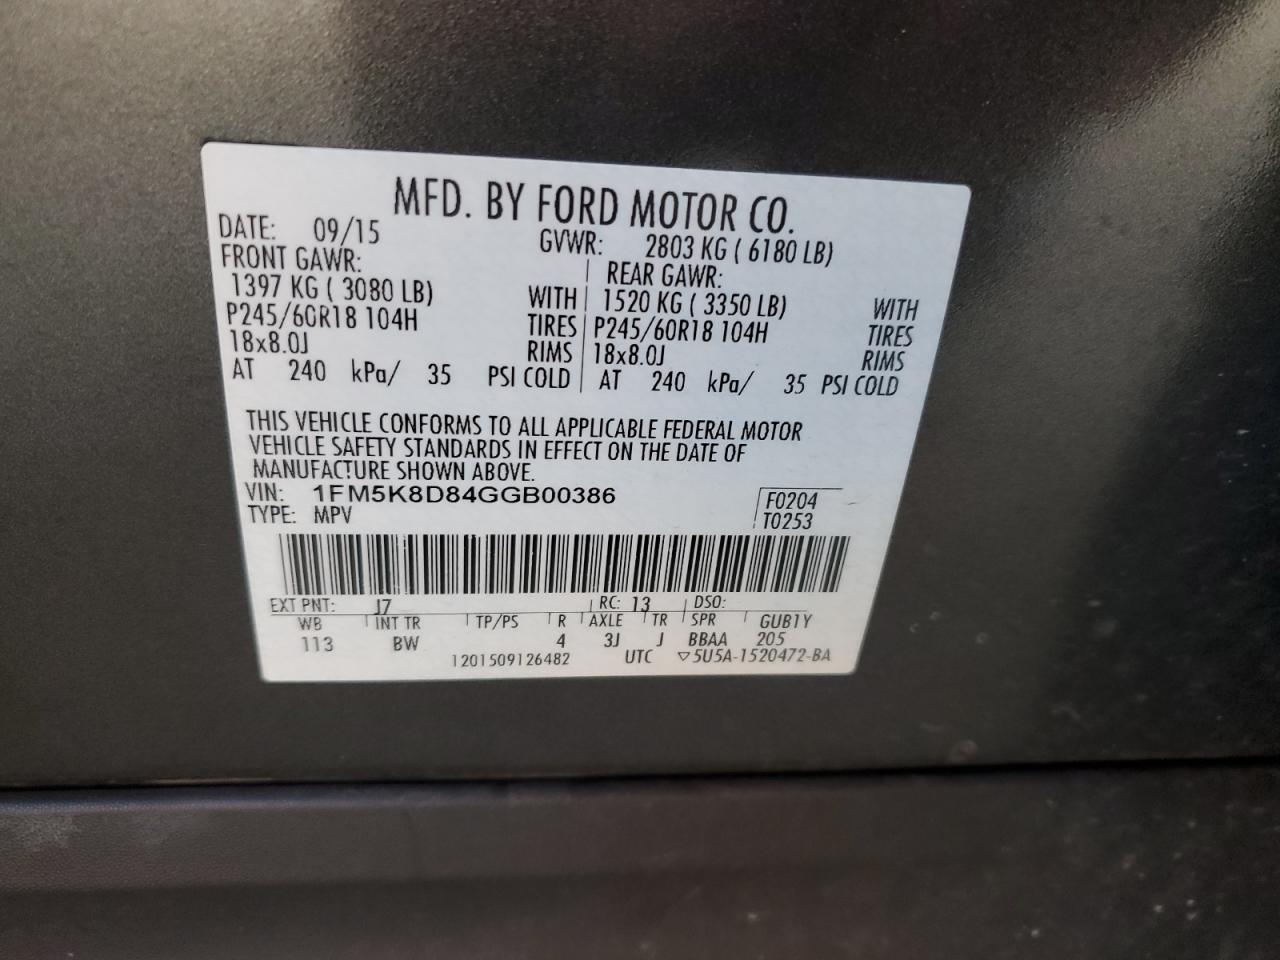 MFD. BY FORD MOTOR CO.
DATE: 09/15 GVWR: 2803 KG ( 6180 LB)
FRONT GAWR: REAR GAWR:
1397 KG ( 3080 LB) WITH 1520 KG ( 3350 LB) WITH
P245/60R18 104H TIRES P245/60R18 104H TIRES
18x8.0J RIMS 18x8.0J RIMS
AT 240 kPa/ 35 PSI COLD AT 240 kPa/ 35 PSI COLD
THIS VEHICLE CONFORMS TO ALL APPLICABLE FEDERAL MOTOR
VEHICLE SAFETY STANDARDS IN EFFECT ON THE DATE OF
MANUFACTURE SHOWN ABOVE.
VIN: 1FM5K8D84GGB00386 F0204
TYPE: MPV T0253
EXT PNT: J7 RC: 13 DSO:
WB INT TR TP/PS R AXLE TR SPR GUB1Y
113 BW 4 3J J BBAA 205
1201509126482 UTC ▽5U5A-1520472-BA